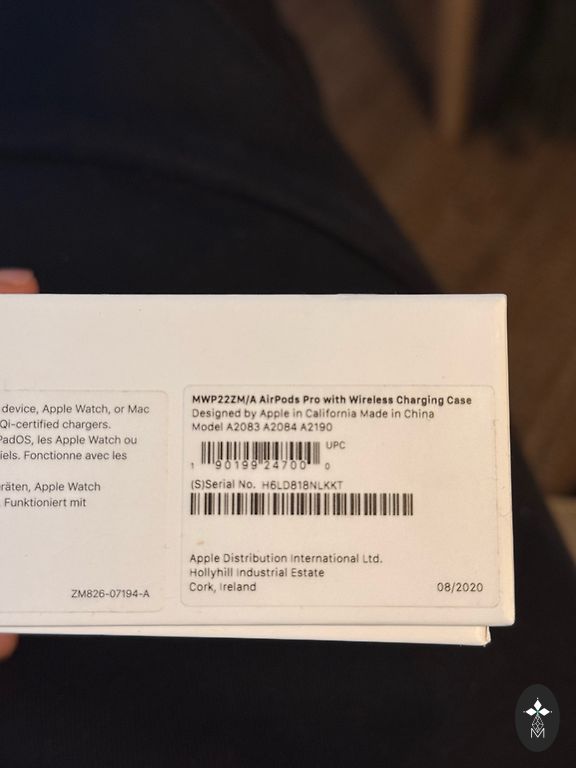 device, Apple Watch, or Mac
Qi-certified chargers.
PadOS, les Apple Watch ou
iels. Fonctionne avec les
räten, Apple Watch
Funktioniert mit
ZM826-07194-A
MWP22ZM/A AirPods Pro with Wireless Charging Case
Designed by Apple in California Made in China
Model A2083 A2084 A2190
UPC
1 90199 24700 0
(S)Serial No. H6LD818NLKKT
Apple Distribution International Ltd.
Hollyhill Industrial Estate
Cork, Ireland
08/2020
M